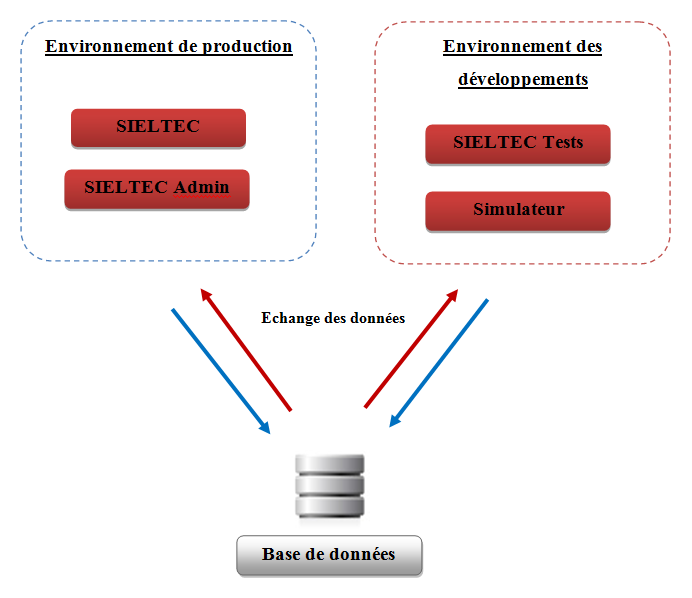 Environnement de production
SIELTEC
SIELTEC Admin
Environnement des
développements
SIELTEC Tests
Simulateur
Echange des données
Base de données